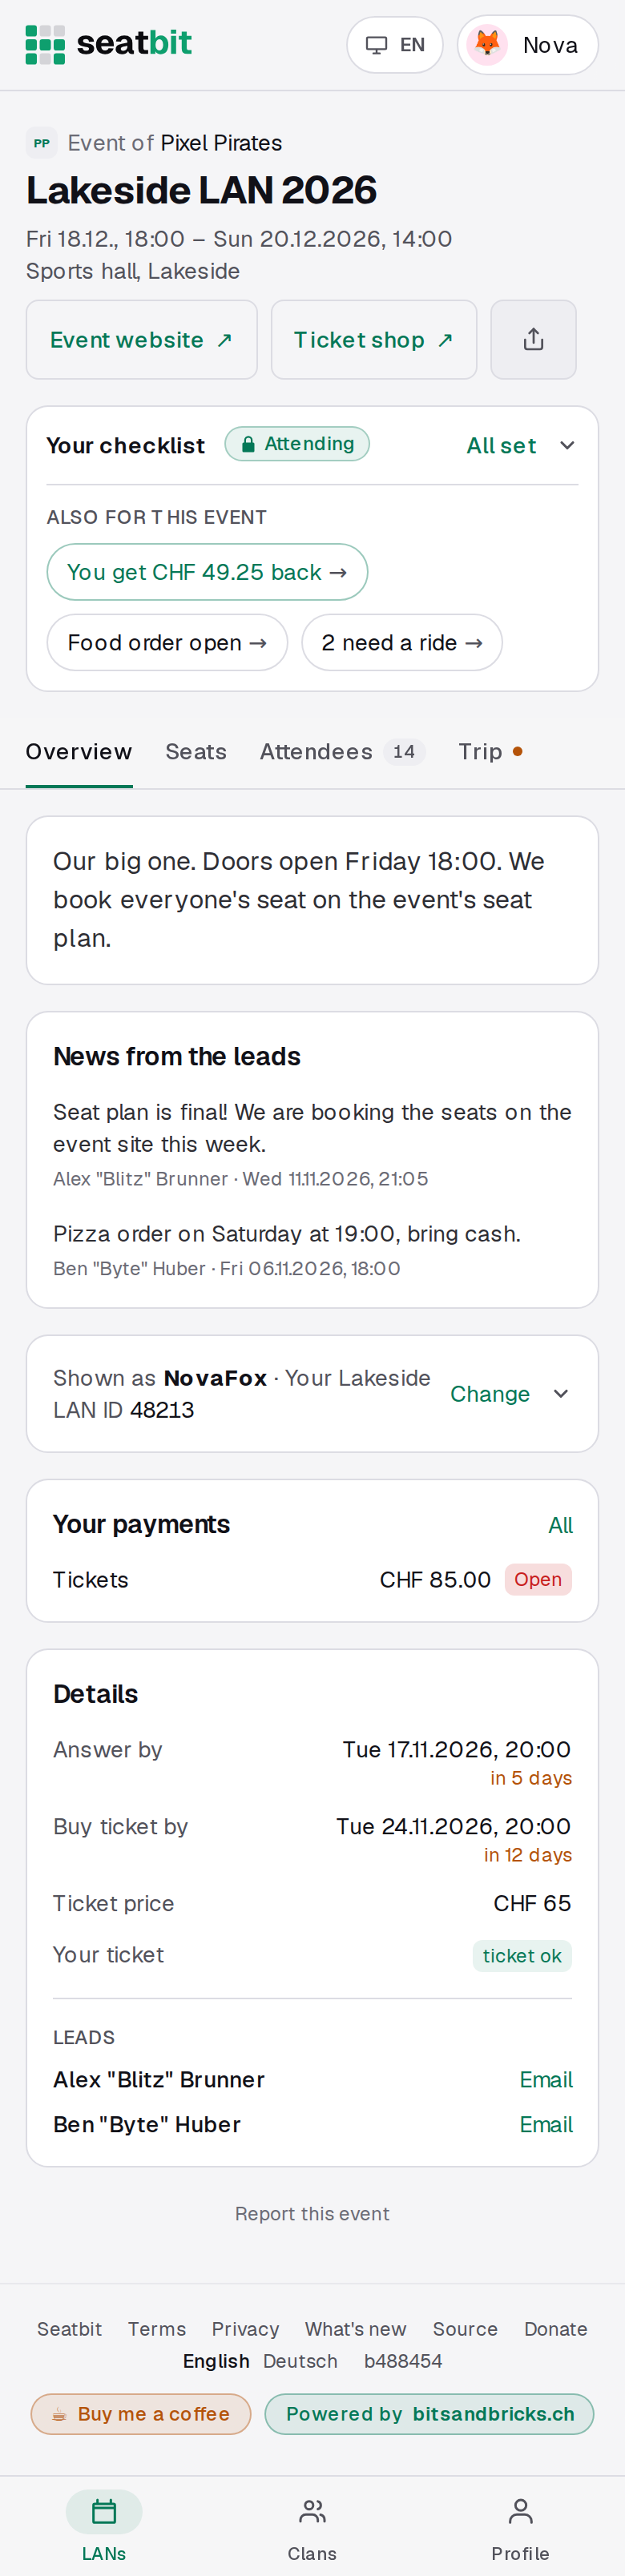 seatbit
EN
Nova
PP Event of Pixel Pirates
Lakeside LAN 2026
Fri 18.12., 18:00 – Sun 20.12.2026, 14:00
Sports hall, Lakeside
Event website ↗
Ticket shop ↗
Your checklist
Attending
All set
ALSO FOR THIS EVENT
You get CHF 49.25 back →
Food order open →
2 need a ride →
Overview
Seats
Attendees 14
Trip
Our big one. Doors open Friday 18:00. We
book everyone's seat on the event's seat
plan.
News from the leads
Seat plan is final! We are booking the seats on the
event site this week.
Alex "Blitz" Brunner · Wed 11.11.2026, 21:05
Pizza order on Saturday at 19:00, bring cash.
Ben "Byte" Huber · Fri 06.11.2026, 18:00
Shown as NovaFox · Your Lakeside
LAN ID 48213
Change
Your payments
All
Tickets
CHF 85.00
Open
Details
Answer by
Tue 17.11.2026, 20:00
in 5 days
Buy ticket by
Tue 24.11.2026, 20:00
in 12 days
Ticket price
CHF 65
Your ticket
ticket ok
LEADS
Alex "Blitz" Brunner
Email
Ben "Byte" Huber
Email
Report this event
Seatbit Terms Privacy What's new Source Donate
English Deutsch b488454
Buy me a coffee
Powered by bitsandbricks.ch
LANs
Clans
Profile